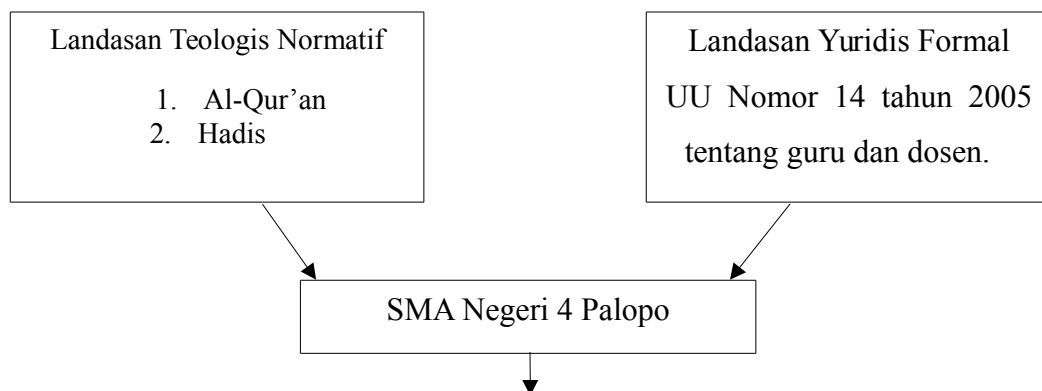 Landasan Teologis Normatif
1. Al-Qur’an
2. Hadis
Landasan Yuridis Formal
UU Nomor 14 tahun 2005
tentang guru dan dosen.
SMA Negeri 4 Palopo